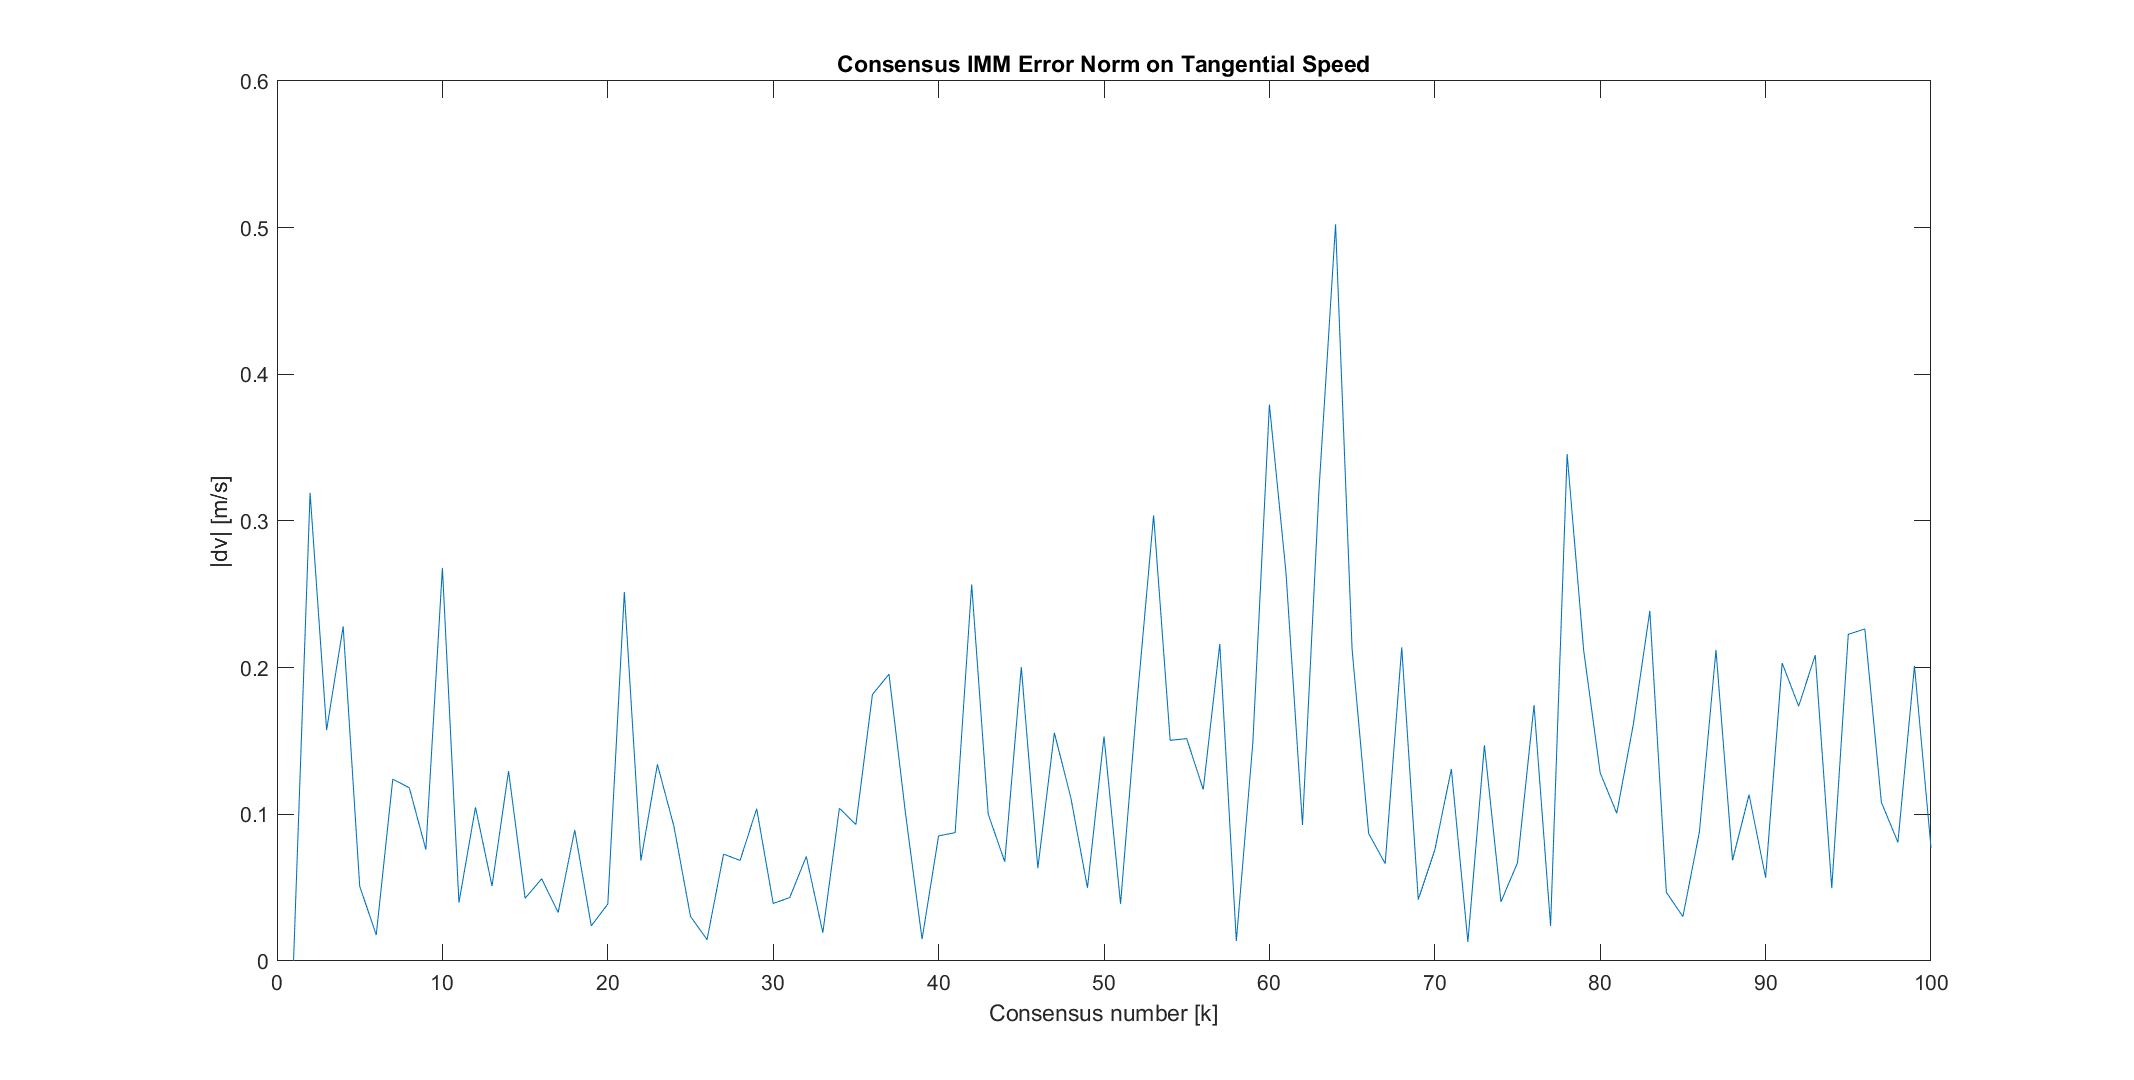 Consensus IMM Error Norm on Tangential Speed
0.6
0.5
0.4
0.3
0.2
0.1
0
|dv| [m/s]
0 10 20 30 40 50 60 70 80 90 100
Consensus number [k]